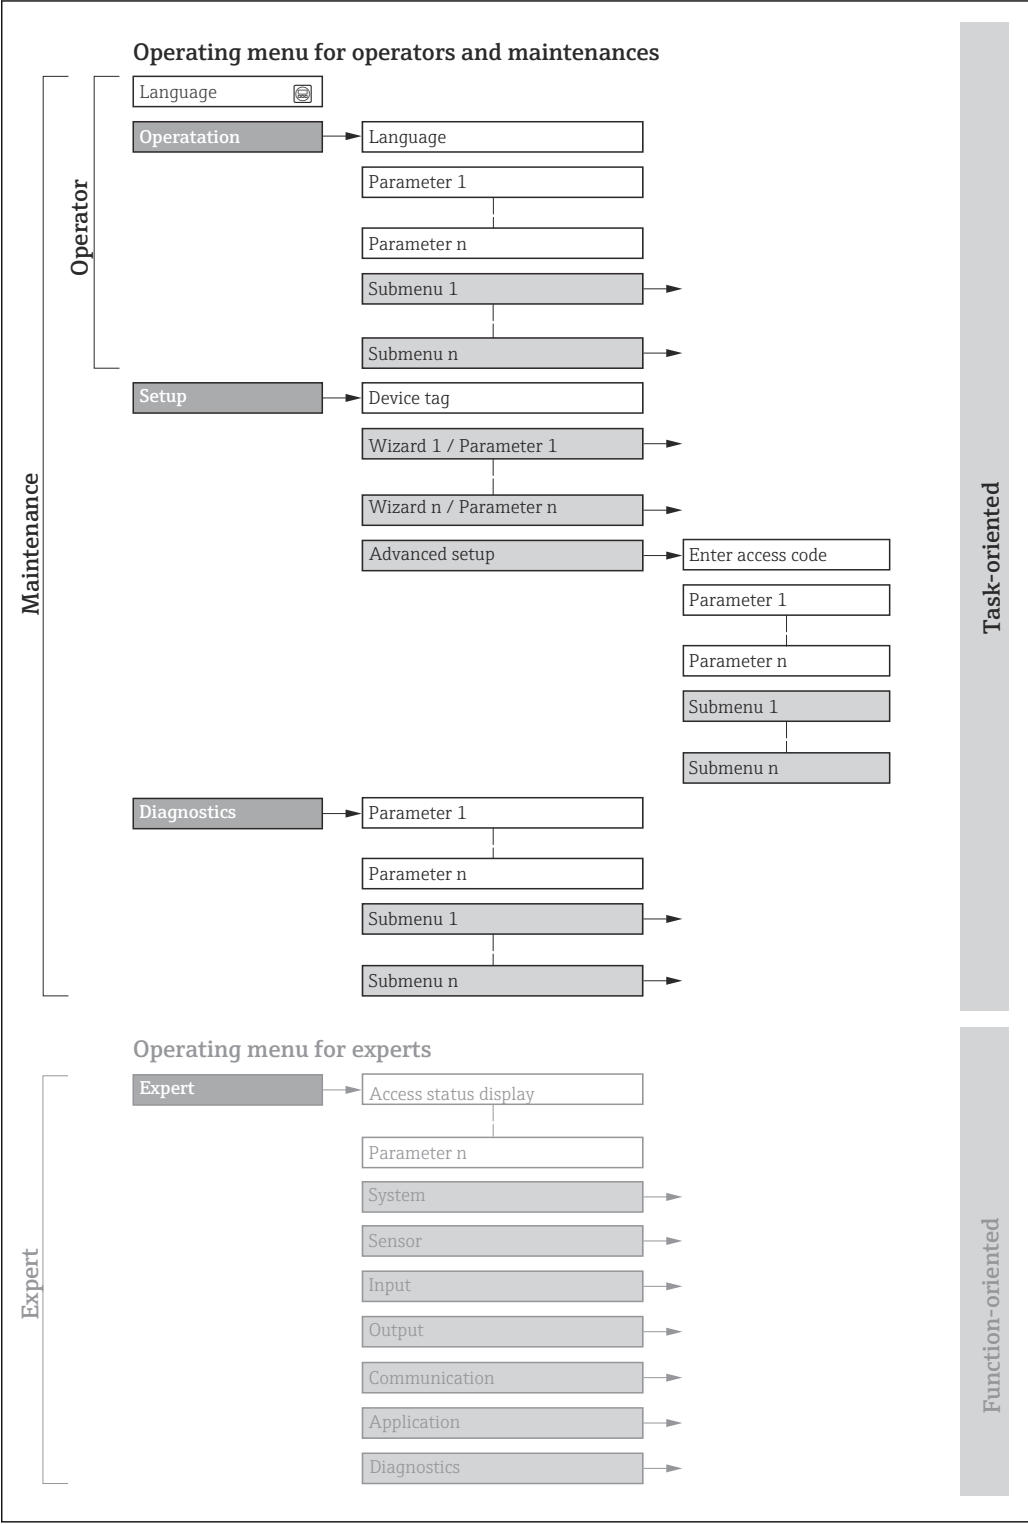 Operating menu for operators and maintenances
Language
Operatation
Language
Parameter 1
Parameter n
Submenu 1
Submenu n
Operator
Setup
Device tag
Wizard 1 / Parameter 1
Wizard n / Parameter n
Advanced setup
Enter access code
Parameter 1
Parameter n
Submenu 1
Submenu n
Maintenance
Task-oriented
Diagnostics
Parameter 1
Parameter n
Submenu 1
Submenu n
Operating menu for experts
Expert
Access status display
Parameter n
System
Sensor
Input
Output
Communication
Application
Diagnostics
Expert
Function-oriented